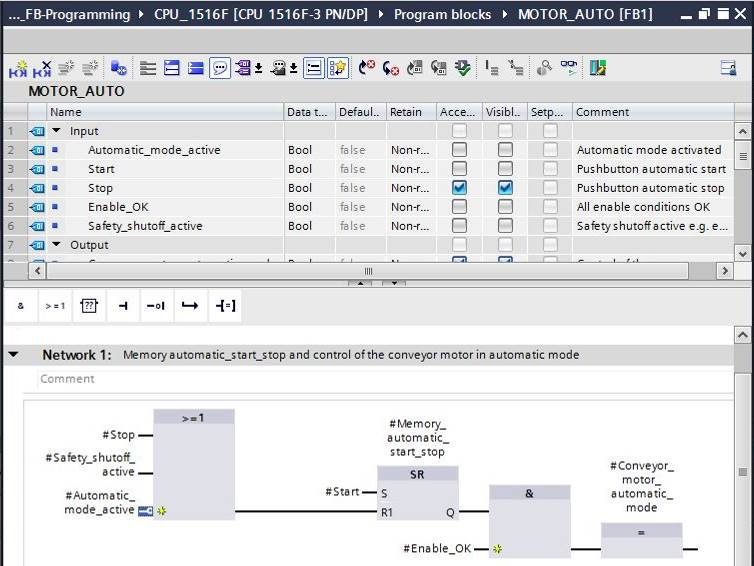 ..._FB-Programming ▸ CPU_1516F [CPU 1516F-3 PN/DP] ▸ Program blocks ▸ MOTOR_AUTO [FB1]
MOTOR_AUTO
Name Data t... Defaul.. Retain Acce... Visibl.. Setp... Comment
1 Input
2 Automatic_mode_active Bool false Non-r... Automatic mode activated
3 Start Bool false Non-r... Pushbutton automatic start
4 Stop Bool false Non-r... Pushbutton automatic stop
5 Enable_OK Bool false Non-r... All enable conditions OK
6 Safety_shutoff_active Bool false Non-r... Safety shutoff active e.g. e...
7 Output
& >=1 ??
Network 1: Memory automatic_start_stop and control of the conveyor motor in automatic mode
Comment
>=1
#Stop
#Safety_shutoff_
active
#Automatic_
mode_active
#Memory_
automatic_
start_stop
SR
#Start S
R1 Q
&
#Enable_OK
#Conveyor_
motor_
automatic_
mode
=